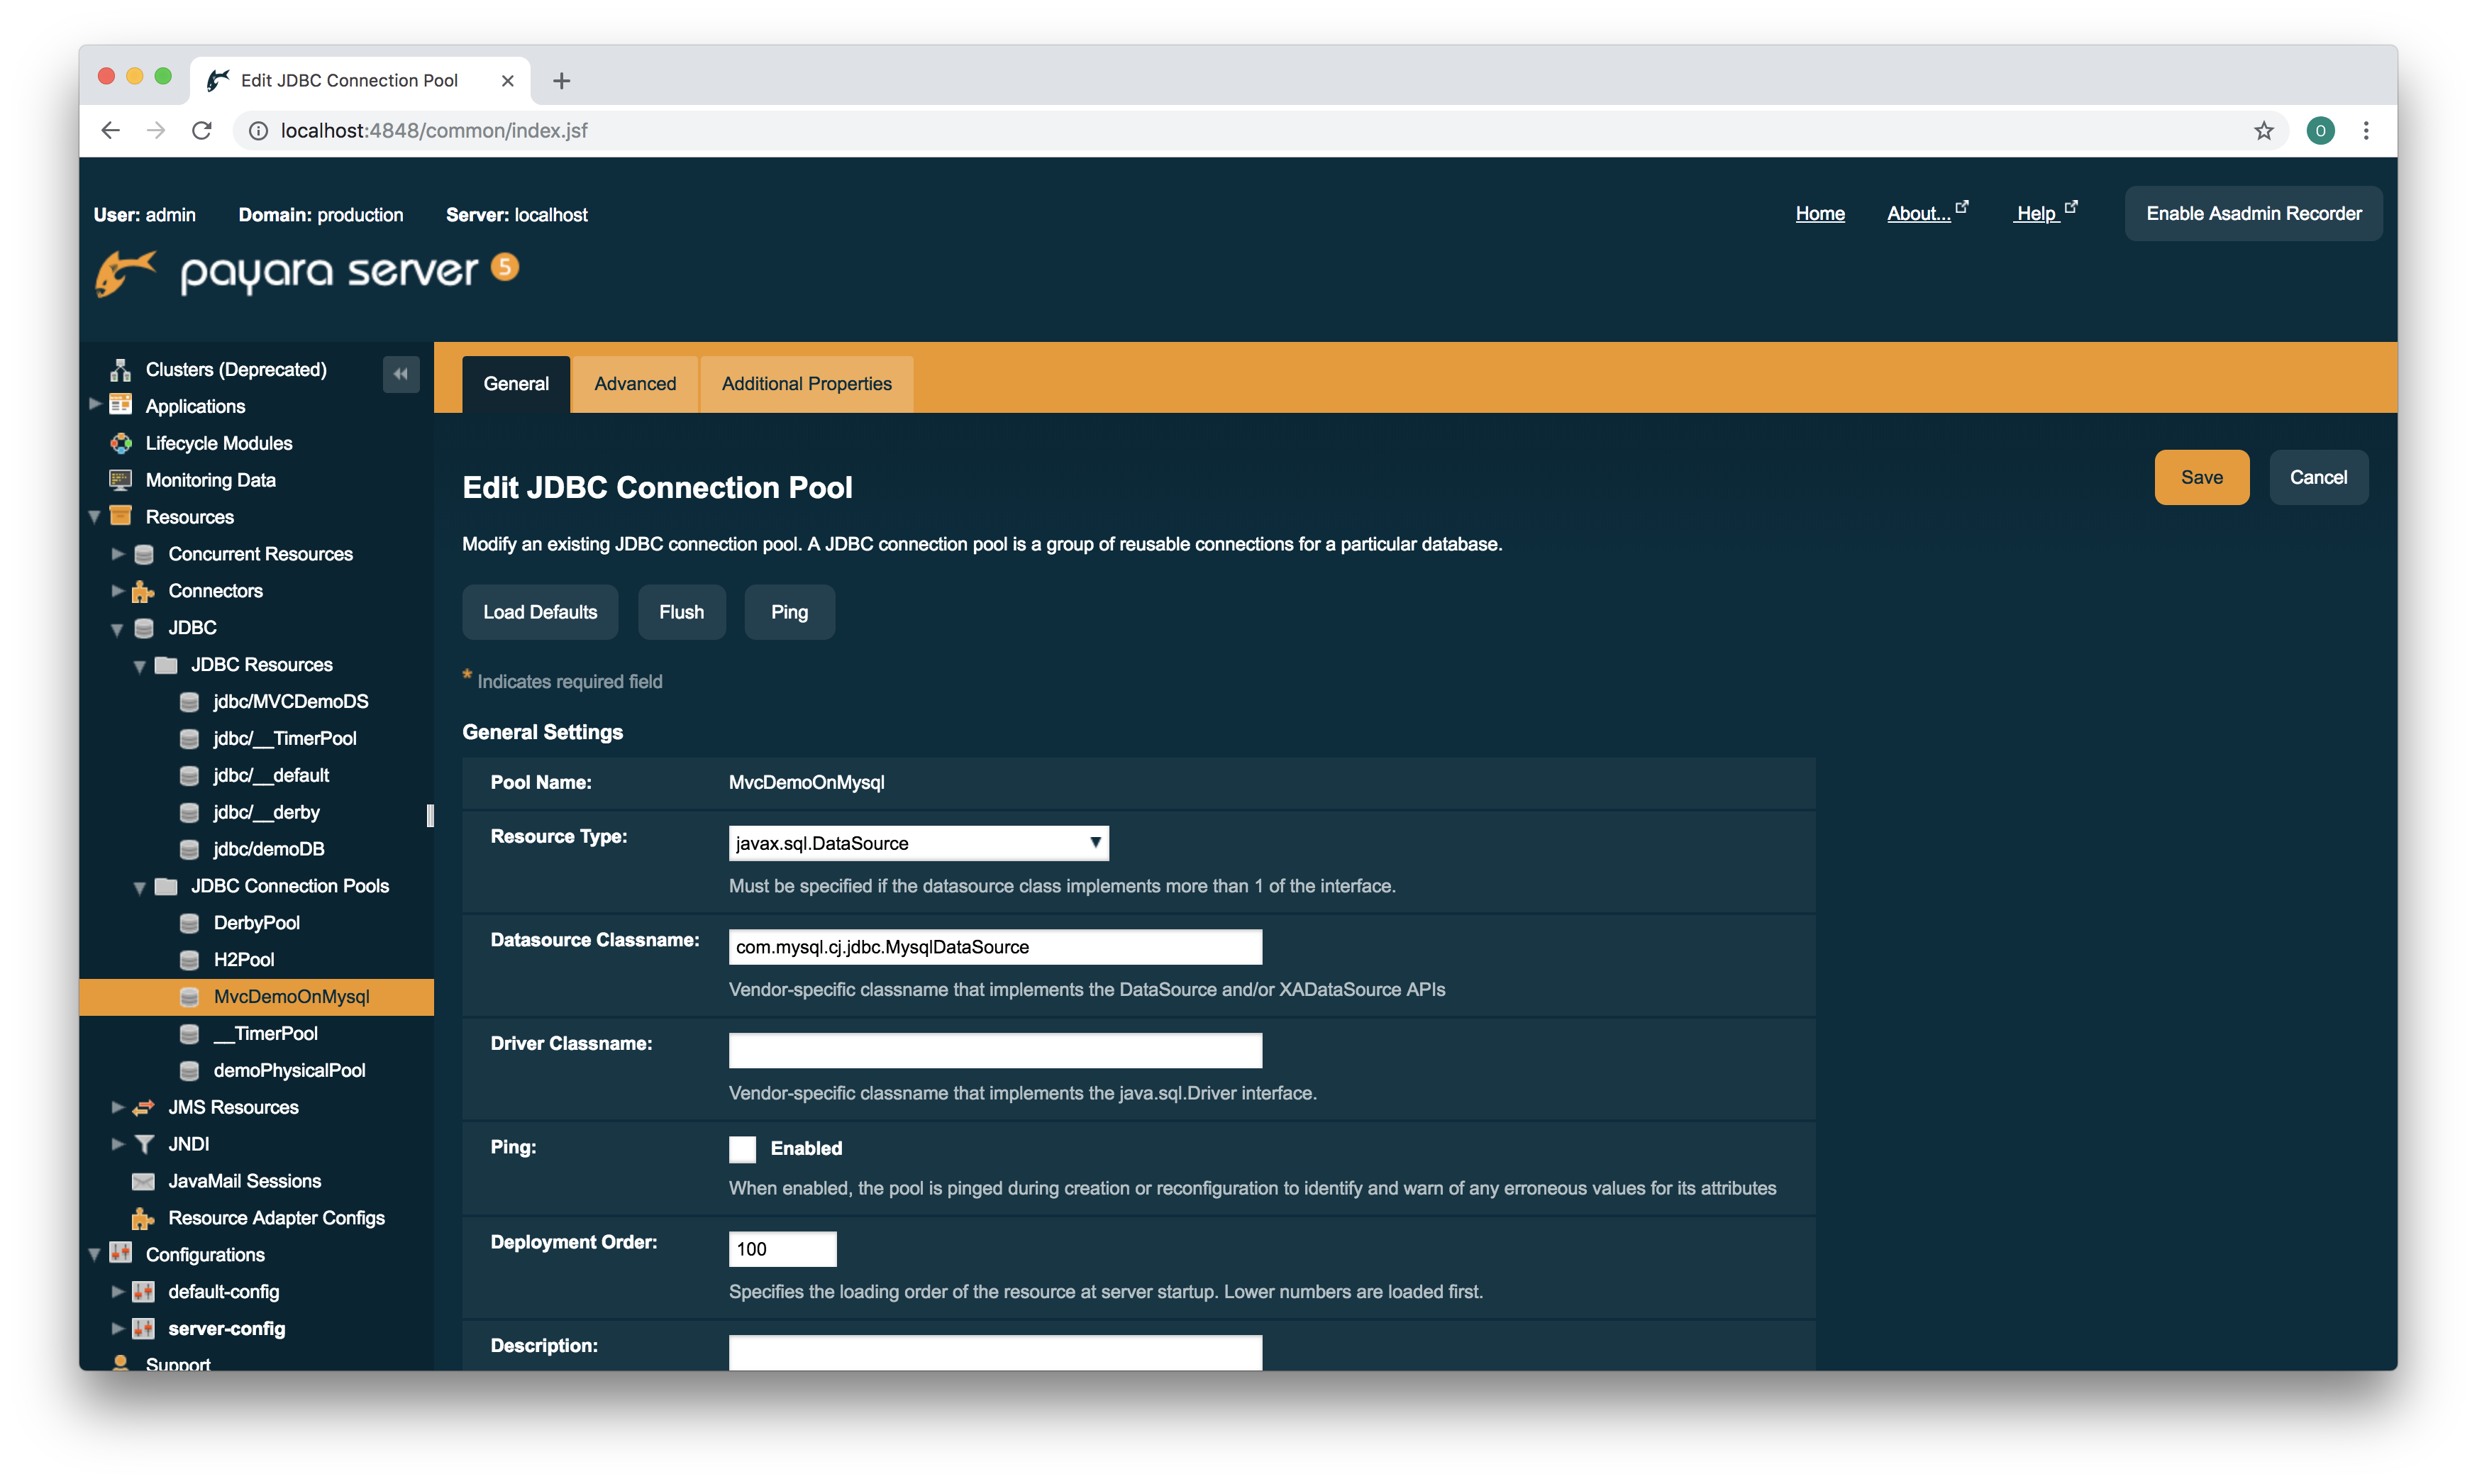 Edit JDBC Connection Pool
localhost:4848/common/index.jsf
O
User: admin Domain: production Server: localhost
Home About... Help Enable Asadmin Recorder
payara server 5
Clusters (Deprecated)
Applications
Lifecycle Modules
Monitoring Data
Resources
Concurrent Resources
Connectors
JDBC
JDBC Resources
jdbc/MVCDemoDS
jdbc/__TimerPool
jdbc/__default
jdbc/__derby
jdbc/demoDB
JDBC Connection Pools
DerbyPool
H2Pool
MvcDemoOnMysql
__TimerPool
demoPhysicalPool
JMS Resources
JNDI
JavaMail Sessions
Resource Adapter Configs
Configurations
default-config
server-config
Support
General Advanced Additional Properties
Save Cancel
Edit JDBC Connection Pool
Modify an existing JDBC connection pool. A JDBC connection pool is a group of reusable connections for a particular database.
Load Defaults Flush Ping
* Indicates required field
General Settings
Pool Name: MvcDemoOnMysql
Resource Type: javax.sql.DataSource
Must be specified if the datasource class implements more than 1 of the interface.
Datasource Classname: com.mysql.cj.jdbc.MysqlDataSource
Vendor-specific classname that implements the DataSource and/or XADataSource APIs
Driver Classname:
Vendor-specific classname that implements the java.sql.Driver interface.
Ping: Enabled
When enabled, the pool is pinged during creation or reconfiguration to identify and warn of any erroneous values for its attributes
Deployment Order: 100
Specifies the loading order of the resource at server startup. Lower numbers are loaded first.
Description: